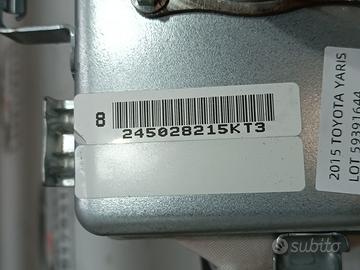 8
245028215KT3
2015 TOYOTA YARIS
LOT 59391644
subito